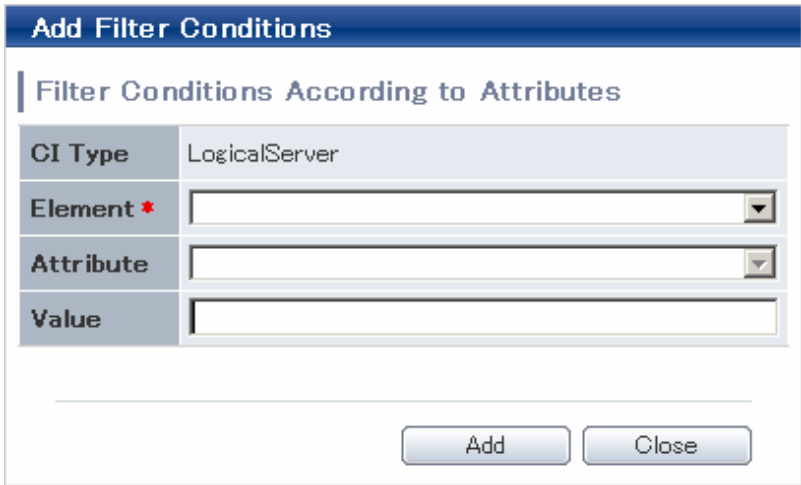 Add Filter Conditions
Filter Conditions According to Attributes
CI Type LogicalServer
Element *
Attribute
Value
Add Close